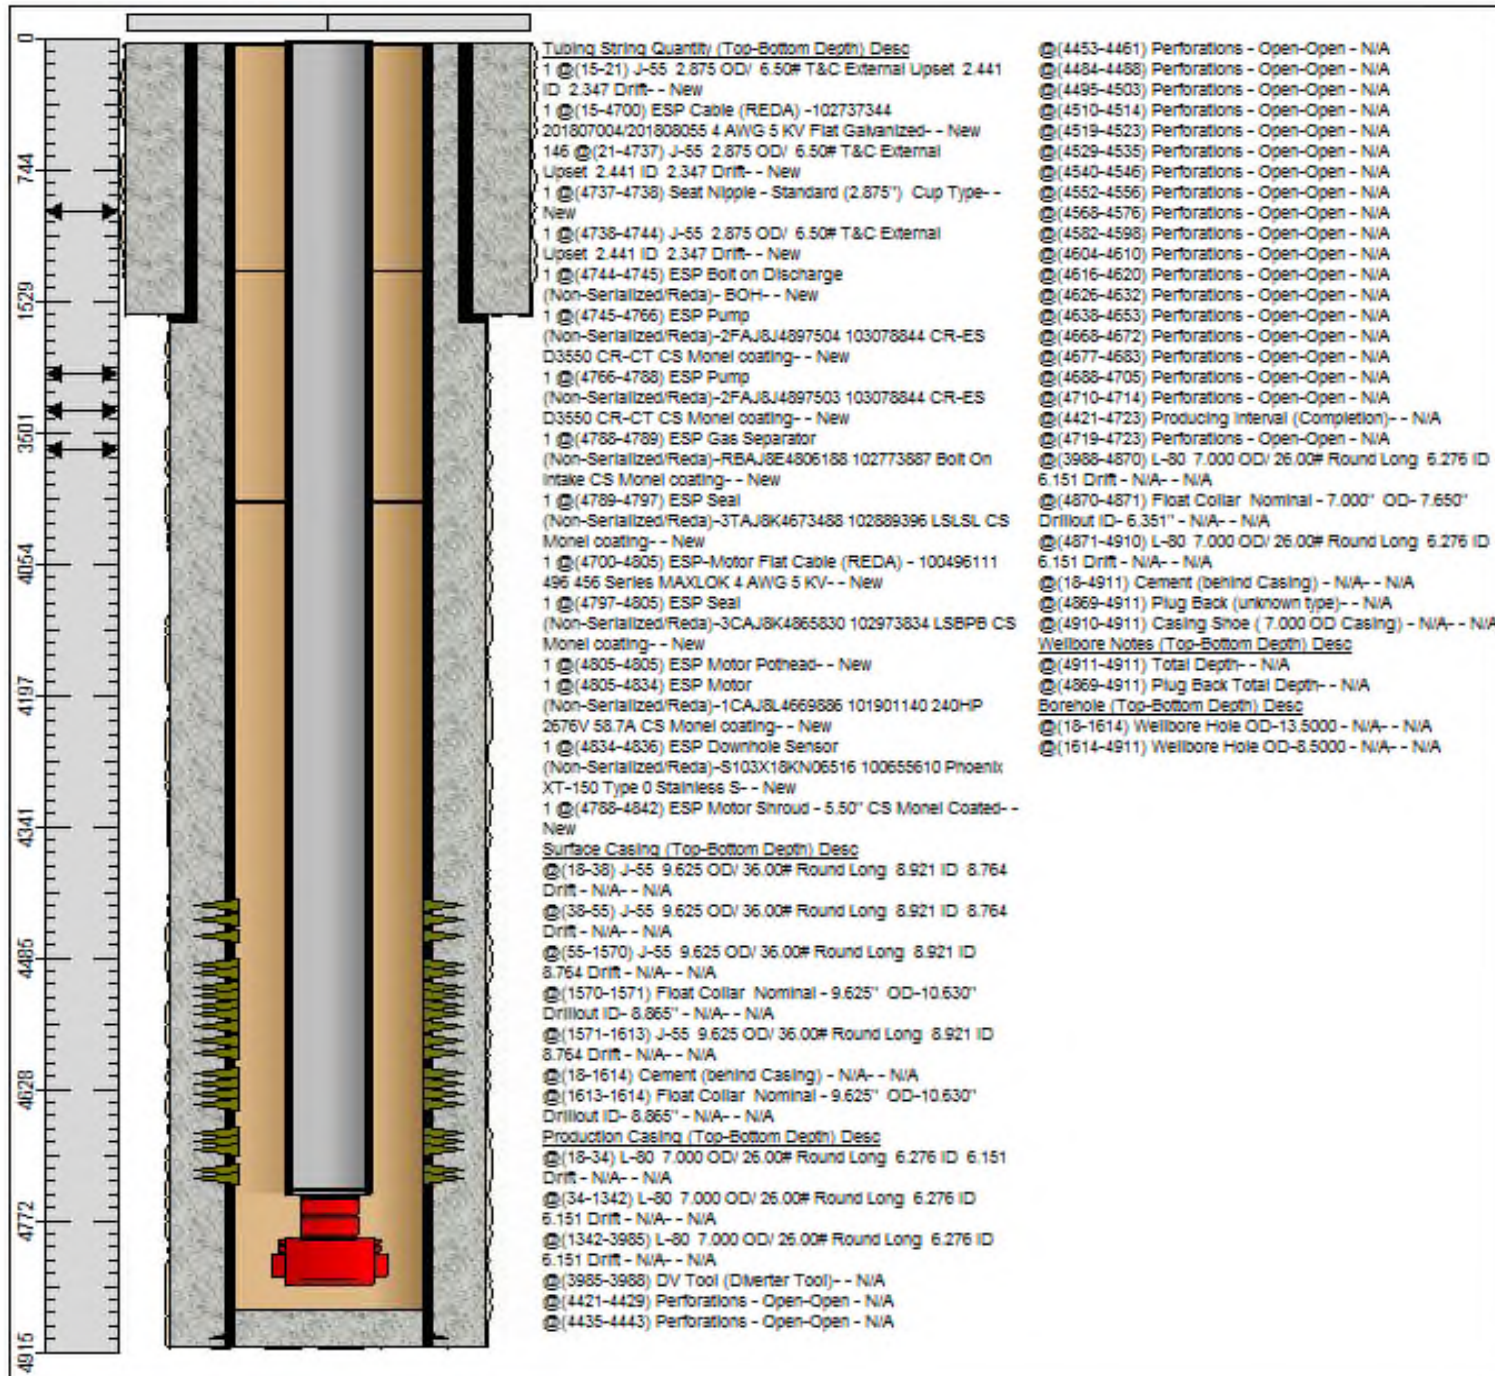 0
744
1529
3501
4054
4197
4341
4485
4628
4772
4915
Tubing String Quantity (Top-Bottom Depth) Desc
1 @(15-21) J-55 2.875 OD/ 6.50# T&C External Upset 2.441
ID 2.347 Drift- - New
1 @(15-4700) ESP Cable (REDA) -102737344
201807004/201808055 4 AWG 5 KV Flat Galvanized- - New
146 @(21-4737) J-55 2.875 OD/ 6.50# T&C External
Upset 2.441 ID 2.347 Drift- - New
1 @(4737-4738) Seat Nipple - Standard (2.875") Cup Type- -
New
1 @(4738-4744) J-55 2.875 OD/ 6.50# T&C External
Upset 2.441 ID 2.347 Drift- - New
1 @(4744-4745) ESP Bolt on Discharge
(Non-Serialized/Reda)- BOH- - New
1 @(4745-4766) ESP Pump
(Non-Serialized/Reda)-2FAJ8J4897504 103078844 CR-ES
D3550 CR-CT CS Monel coating- - New
1 @(4766-4788) ESP Pump
(Non-Serialized/Reda)-2FAJ8J4897503 103078844 CR-ES
D3550 CR-CT CS Monel coating- - New
1 @(4788-4789) ESP Gas Separator
(Non-Serialized/Reda)-RBAJ8E4806188 102773887 Bolt On
Intake CS Monel coating- - New
1 @(4789-4797) ESP Seal
(Non-Serialized/Reda)-3TAJ8K4673488 102889396 LSLSL CS
Monel coating- - New
1 @(4700-4805) ESP-Motor Flat Cable (REDA) - 100496111
496 456 Series MAXLOK 4 AWG 5 KV- - New
1 @(4797-4805) ESP Seal
(Non-Serialized/Reda)-3CAJ8K4865830 102973834 LSBPB CS
Monel coating- - New
1 @(4805-4805) ESP Motor Pothead- - New
1 @(4805-4834) ESP Motor
(Non-Serialized/Reda)-1CAJ8L4669886 101901140 240HP
2676V 58.7A CS Monel coating- - New
1 @(4834-4836) ESP Downhole Sensor
(Non-Serialized/Reda)-S103X18KN06516 100655610 Phoenix
XT-150 Type 0 Stainless S- - New
1 @(4788-4842) ESP Motor Shroud - 5.50" CS Monel Coated- -
New
Surface Casing (Top-Bottom Depth) Desc
@(18-38) J-55 9.625 OD/ 36.00# Round Long 8.921 ID 8.764
Drift - N/A- - N/A
@(38-55) J-55 9.625 OD/ 36.00# Round Long 8.921 ID 8.764
Drift - N/A- - N/A
@(55-1570) J-55 9.625 OD/ 36.00# Round Long 8.921 ID
8.764 Drift - N/A- - N/A
@(1570-1571) Float Collar Nominal - 9.625" OD-10.630"
Drillout ID- 8.865" - N/A- - N/A
@(1571-1613) J-55 9.625 OD/ 36.00# Round Long 8.921 ID
8.764 Drift - N/A- - N/A
@(18-1614) Cement (behind Casing) - N/A- - N/A
@(1613-1614) Float Collar Nominal - 9.625" OD-10.630"
Drillout ID- 8.865" - N/A- - N/A
Production Casing (Top-Bottom Depth) Desc
@(18-34) L-80 7.000 OD/ 26.00# Round Long 6.276 ID 6.151
Drift - N/A- - N/A
@(34-1342) L-80 7.000 OD/ 26.00# Round Long 6.276 ID
6.151 Drift - N/A- - N/A
@(1342-3985) L-80 7.000 OD/ 26.00# Round Long 6.276 ID
6.151 Drift - N/A- - N/A
@(3985-3988) DV Tool (Diverter Tool)- - N/A
@(4421-4429) Perforations - Open-Open - N/A
@(4435-4443) Perforations - Open-Open - N/A
@(4453-4461) Perforations - Open-Open - N/A
@(4484-4488) Perforations - Open-Open - N/A
@(4495-4503) Perforations - Open-Open - N/A
@(4510-4514) Perforations - Open-Open - N/A
@(4519-4523) Perforations - Open-Open - N/A
@(4529-4535) Perforations - Open-Open - N/A
@(4540-4546) Perforations - Open-Open - N/A
@(4552-4556) Perforations - Open-Open - N/A
@(4568-4576) Perforations - Open-Open - N/A
@(4582-4598) Perforations - Open-Open - N/A
@(4604-4610) Perforations - Open-Open - N/A
@(4616-4620) Perforations - Open-Open - N/A
@(4626-4632) Perforations - Open-Open - N/A
@(4638-4653) Perforations - Open-Open - N/A
@(4668-4672) Perforations - Open-Open - N/A
@(4677-4683) Perforations - Open-Open - N/A
@(4688-4705) Perforations - Open-Open - N/A
@(4710-4714) Perforations - Open-Open - N/A
@(4421-4723) Producing Interval (Completion)- - N/A
@(4719-4723) Perforations - Open-Open - N/A
@(3988-4870) L-80 7.000 OD/ 26.00# Round Long 6.276 ID
6.151 Drift - N/A- - N/A
@(4870-4871) Float Collar Nominal - 7.000" OD- 7.650"
Drillout ID- 6.351" - N/A- - N/A
@(4871-4910) L-80 7.000 OD/ 26.00# Round Long 6.276 ID
6.151 Drift - N/A- - N/A
@(18-4911) Cement (behind Casing) - N/A- - N/A
@(4869-4911) Plug Back (unknown type)- - N/A
@(4910-4911) Casing Shoe ( 7.000 OD Casing) - N/A- - N/A
Wellbore Notes (Top-Bottom Depth) Desc
@(4911-4911) Total Depth- - N/A
@(4869-4911) Plug Back Total Depth- - N/A
Borehole (Top-Bottom Depth) Desc
@(18-1614) Wellbore Hole OD-13.5000 - N/A- - N/A
@(1614-4911) Wellbore Hole OD-8.5000 - N/A- - N/A